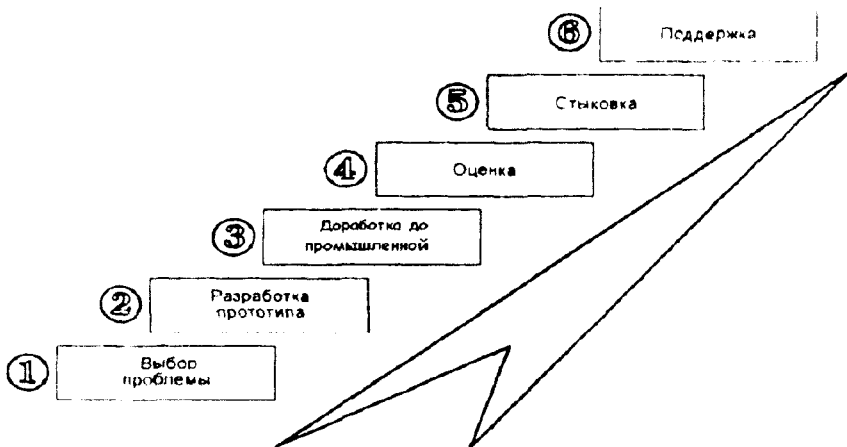 6 Поддержка
5 Стыковка
4 Оценка
3 Доработка до
промышленной
2 Разработка
прототипа
1 Выбор
проблемы